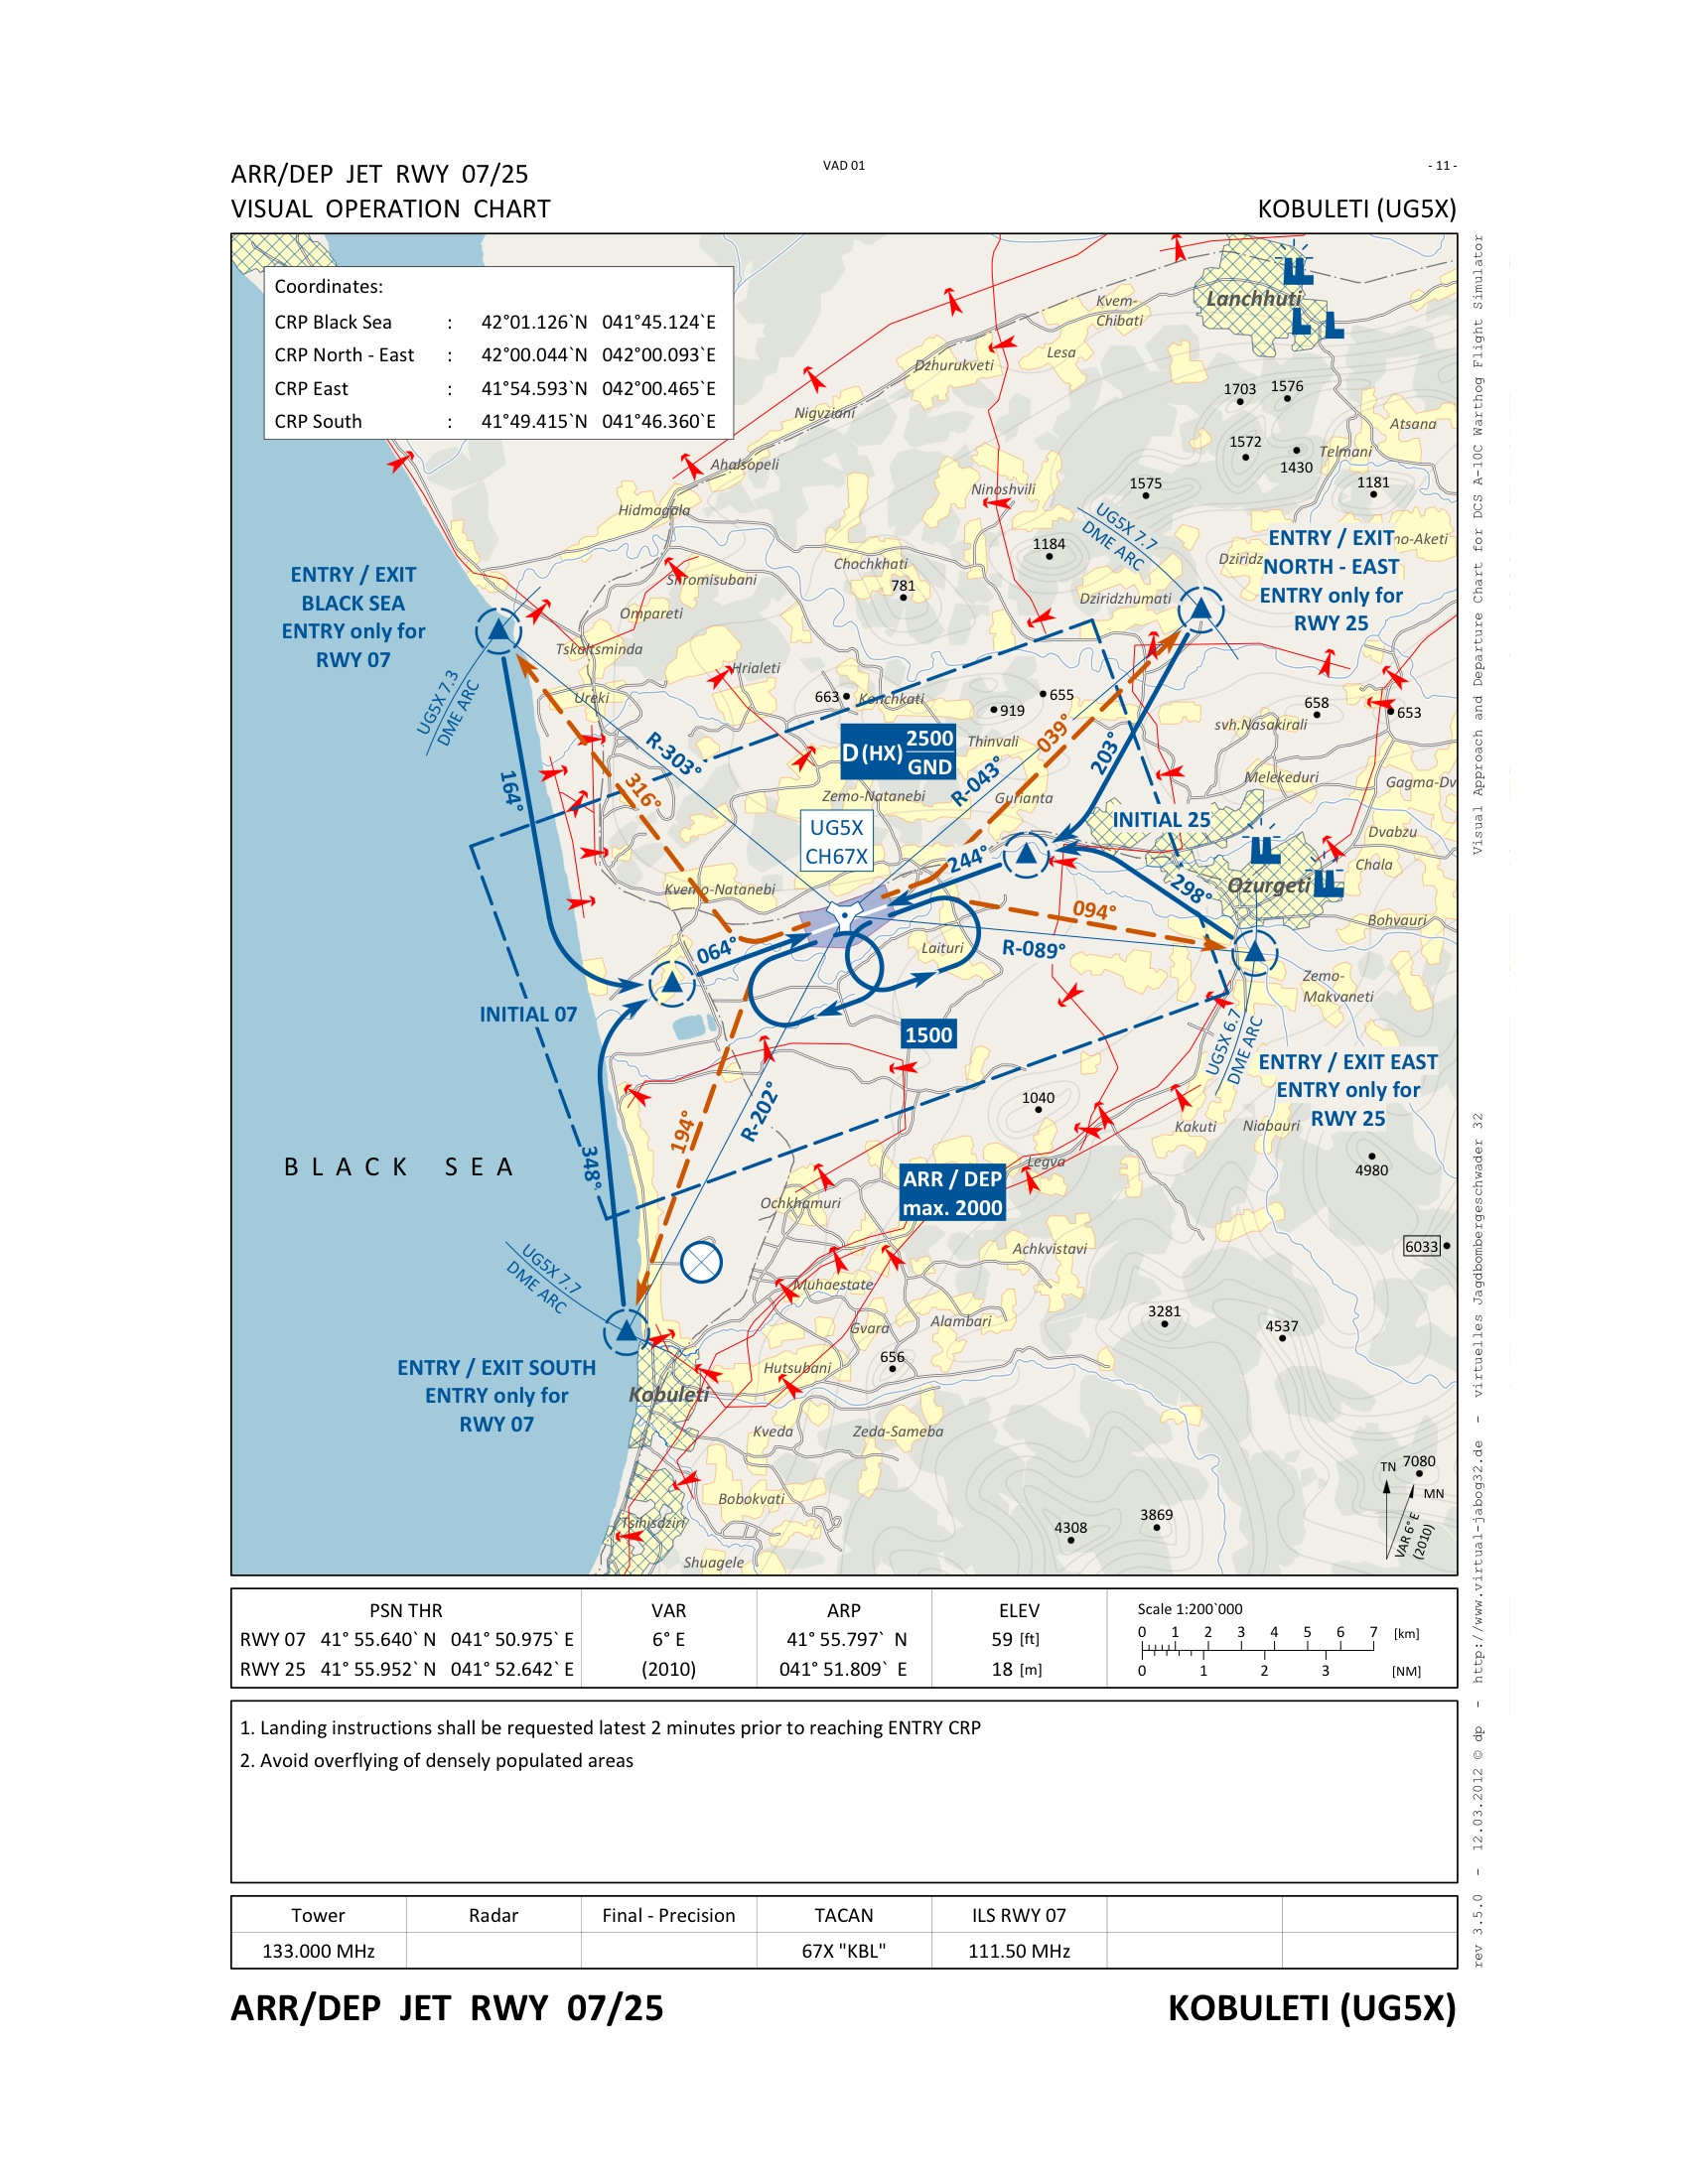 ARR/DEP JET RWY 07/25
VAD 01
- 11 -
VISUAL OPERATION CHART
KOBULETI (UG5X)
Coordinates:
CRP Black Sea : 42°01.126`N 041°45.124`E
CRP North - East : 42°00.044`N 042°00.093`E
CRP East : 41°54.593`N 042°00.465`E
CRP South : 41°49.415`N 041°46.360`E
Lanchhuti
Kvem-
Chibati
Lesa
Dzhurukveti
Nigvziani
1703
1576
Atsana
1572
1430
Telmani
1181
Ahalsopeli
Ninoshvili
1575
Hidmagala
UG5X 7.7
DME ARC
1184
Chochkhati
781
Shromisubani
Ompareti
Dziridzhumati
ENTRY / EXIT
NORTH - EAST
ENTRY only for
RWY 25
no-Aketi
Dziridz
ENTRY / EXIT
BLACK SEA
ENTRY only for
RWY 07
Tskaltsminda
Hrialeti
Ureki
663
Konchkati
655
919
658
653
UG5X 7.3
DME ARC
svh.Nasakirali
Thinvali
R-303°
D (HX) 2500
GND
039°
203°
R-043°
164°
316°
Zemo-Natanebi
Gurianta
Melekeduri
Gagma-Dv
UG5X
CH67X
INITIAL 25
Dvabzu
Chala
244°
Kvemo-Natanebi
298°
Ozurgeti
094°
Bohvauri
064°
Laituri
R-089°
Zemo-
Makvaneti
INITIAL 07
1500
UG5X 6.7
DME ARC
ENTRY / EXIT EAST
ENTRY only for
RWY 25
1040
R-202°
194°
Kakuti
Niabauri
BLACK SEA
348°
Legva
4980
ARR / DEP
max. 2000
Ochkhamuri
Achkvistavi
6033
UG5X 7.7
DME ARC
Muhaestate
3281
4537
Gvara
Alambari
656
ENTRY / EXIT SOUTH
ENTRY only for
RWY 07
Hutsubani
Kobuleti
Kveda
Zeda-Sameba
TN
7080
MN
VAR 6° E
(2010)
Bobokvati
3869
4308
Tsihisdziri
Shuagele
PSN THR
RWY 07 41° 55.640` N 041° 50.975` E
RWY 25 41° 55.952` N 041° 52.642` E
VAR
6° E
(2010)
ARP
41° 55.797` N
041° 51.809` E
ELEV
59 [ft]
18 [m]
Scale 1:200`000
0 1 2 3 4 5 6 7 [km]
0 1 2 3 [NM]
1. Landing instructions shall be requested latest 2 minutes prior to reaching ENTRY CRP
2. Avoid overflying of densely populated areas
Tower Radar Final - Precision TACAN ILS RWY 07
133.000 MHz 67X "KBL" 111.50 MHz
ARR/DEP JET RWY 07/25
KOBULETI (UG5X)
rev 3.5.0 - 12.03.2012 © dp - http://www.virtual-jabog32.de - virtuelles Jagdbombergeschwader 32
Visual Approach and Departure Chart for DCS A-10C Warthog Flight Simulator